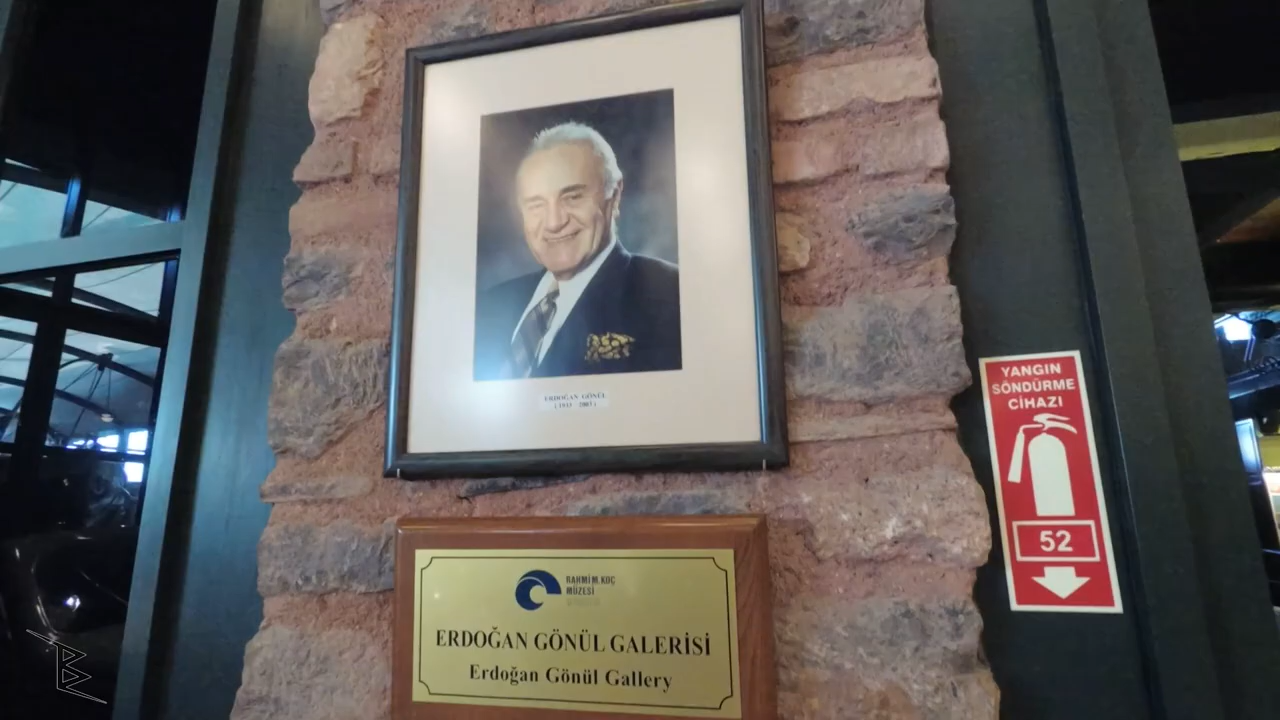 ERDOĞAN GÖNÜL
RAHMİ M. KOÇ
MÜZESİ
ERDOĞAN GÖNÜL GALERİSİ
Erdoğan Gönül Gallery
YANGIN
SÖNDÜRME
CİHAZI
52